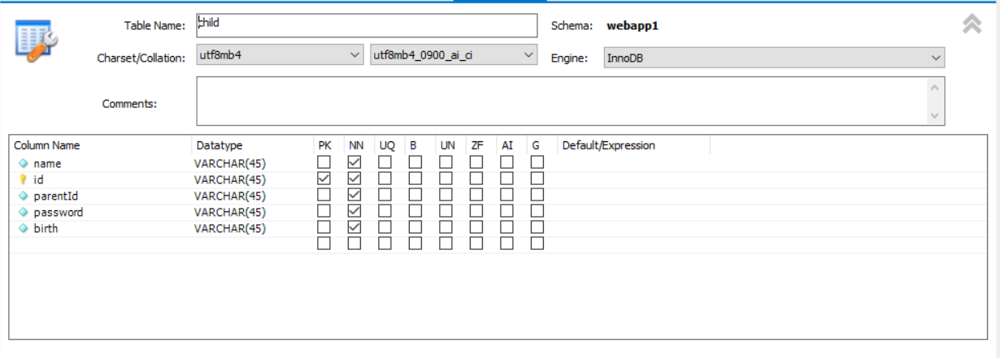 Table Name: child Schema: webapp1
Charset/Collation: utf8mb4 utf8mb4_0900_ai_ci Engine: InnoDB
Comments:
Column Name Datatype PK NN UQ B UN ZF AI G Default/Expression
name VARCHAR(45)
id VARCHAR(45)
parentId VARCHAR(45)
password VARCHAR(45)
birth VARCHAR(45)